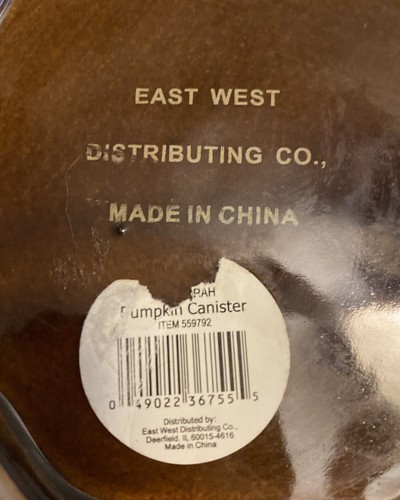 EAST WEST
DISTRIBUTING CO.,
MADE IN CHINA
Pumpkin Canister
ITEM 559792
0 49022 36755 5
Distributed by:
East West Distributing Co.,
Deerfield, IL 60015-4616
Made in China